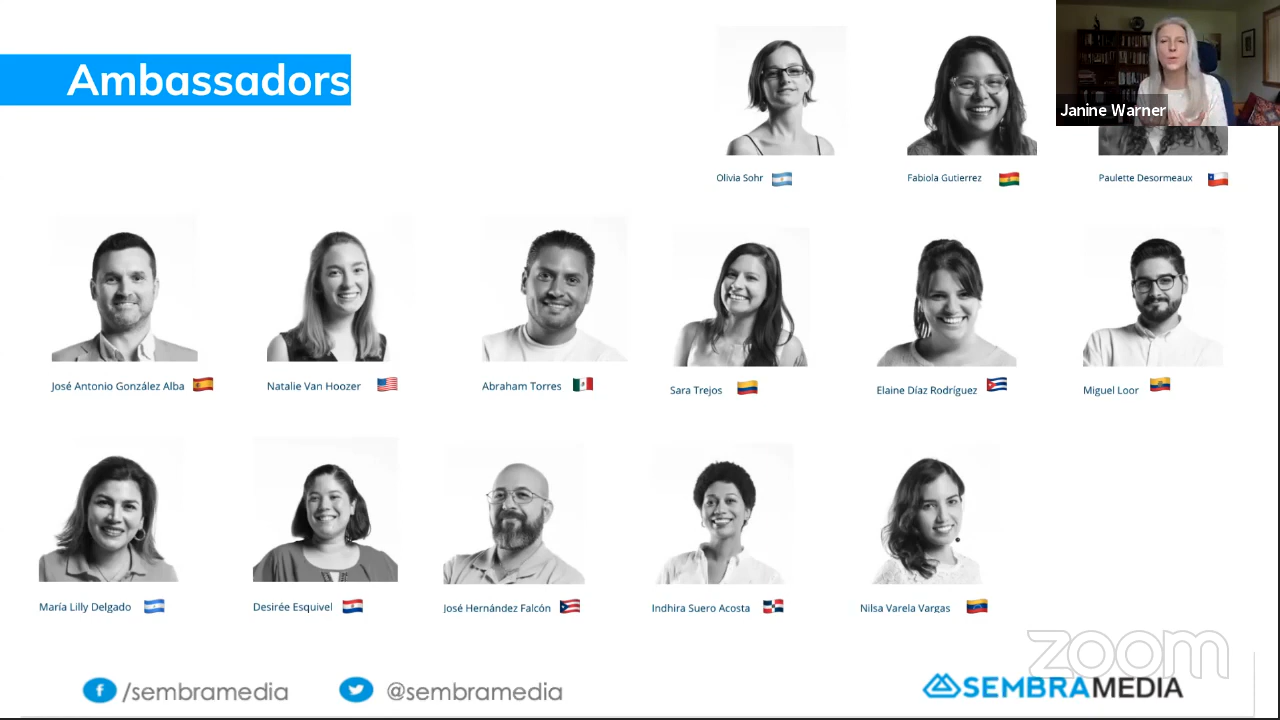 Ambassadors
Janine Warner
Olivia Sohr
Fabiola Gutierrez
Paulette Desormeaux
José Antonio González Alba
Natalie Van Hoozer
Abraham Torres
Sara Trejos
Elaine Díaz Rodríguez
Miguel Loor
María Lilly Delgado
Desirée Esquivel
José Hernández Falcón
Indhira Suero Acosta
Nilsa Varela Vargas
zoom
/sembramedia
@sembramedia
SEMBRAMEDIA